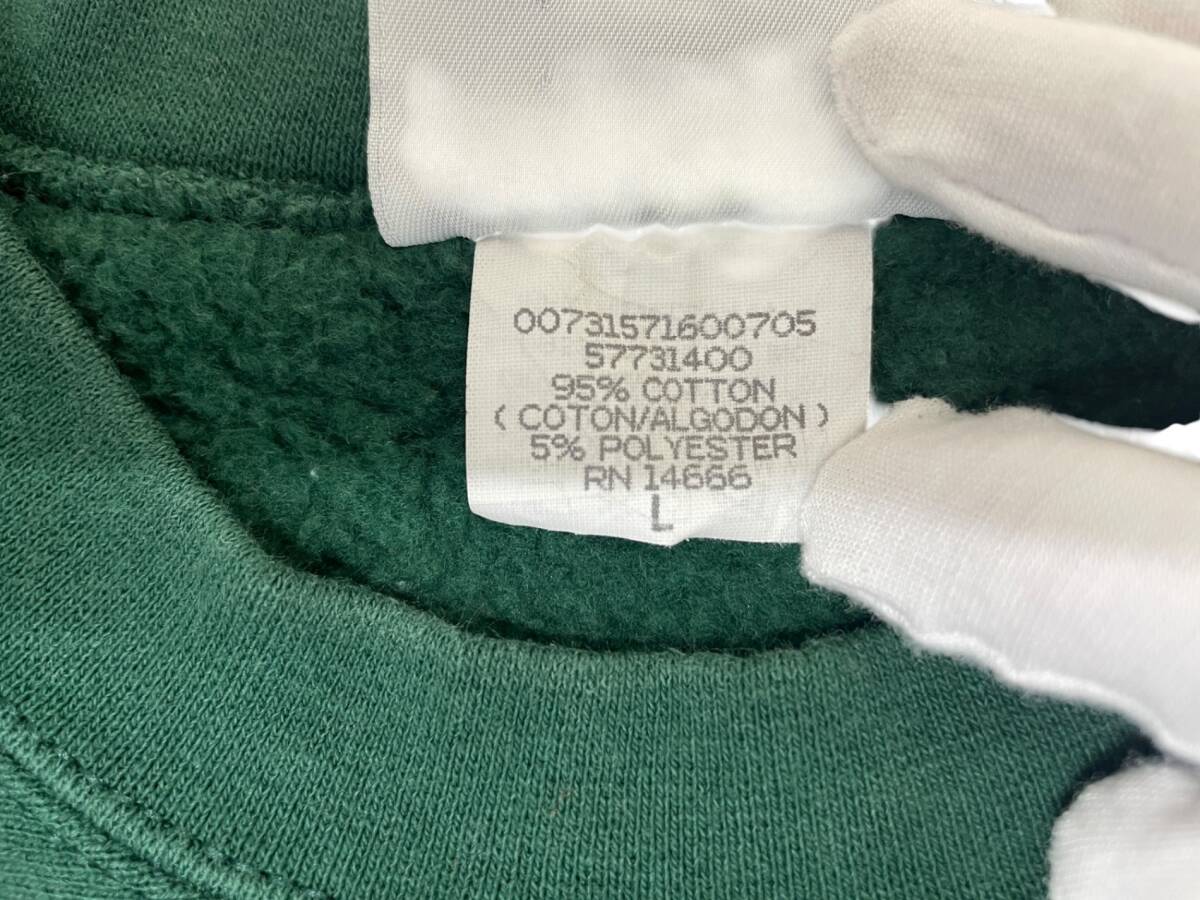 00731571600705
57731400
95% COTTON
( COTON/ALGODON )
5% POLYESTER
RN 14666
L